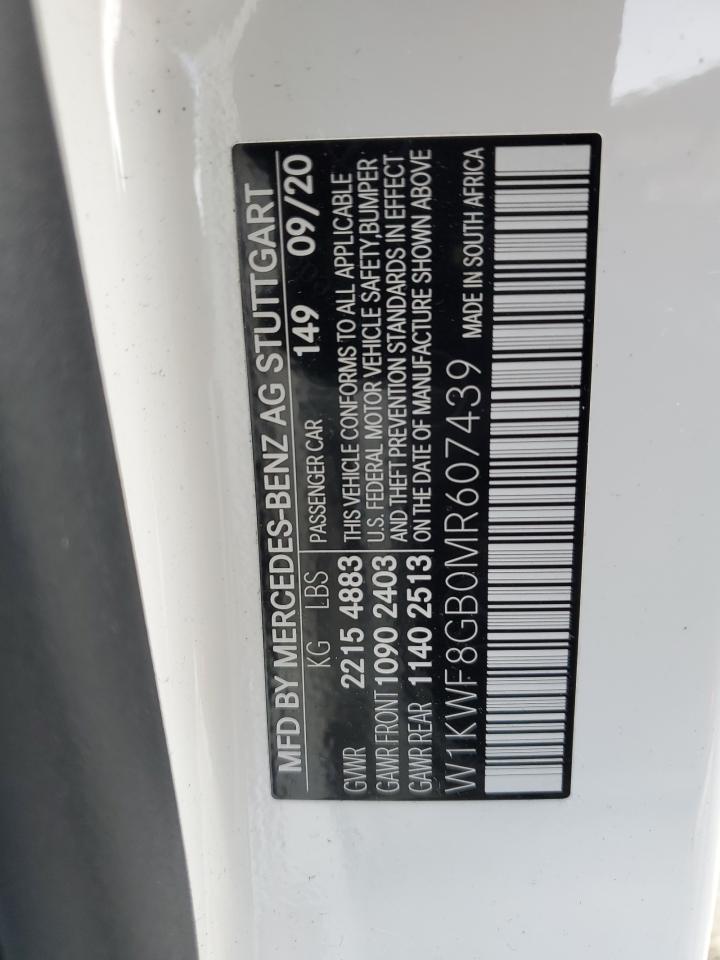 MFD BY MERCEDES-BENZ AG STUTTGART
KG LBS PASSENGER CAR 149 09/20
GVWR 2215 4883 THIS VEHICLE CONFORMS TO ALL APPLICABLE
GAWR FRONT 1090 2403 U.S. FEDERAL MOTOR VEHICLE SAFETY,BUMPER
GAWR REAR 1140 2513 AND THEFT PREVENTION STANDARDS IN EFFECT
ON THE DATE OF MANUFACTURE SHOWN ABOVE
W1KWF8GB0MR607439 MADE IN SOUTH AFRICA